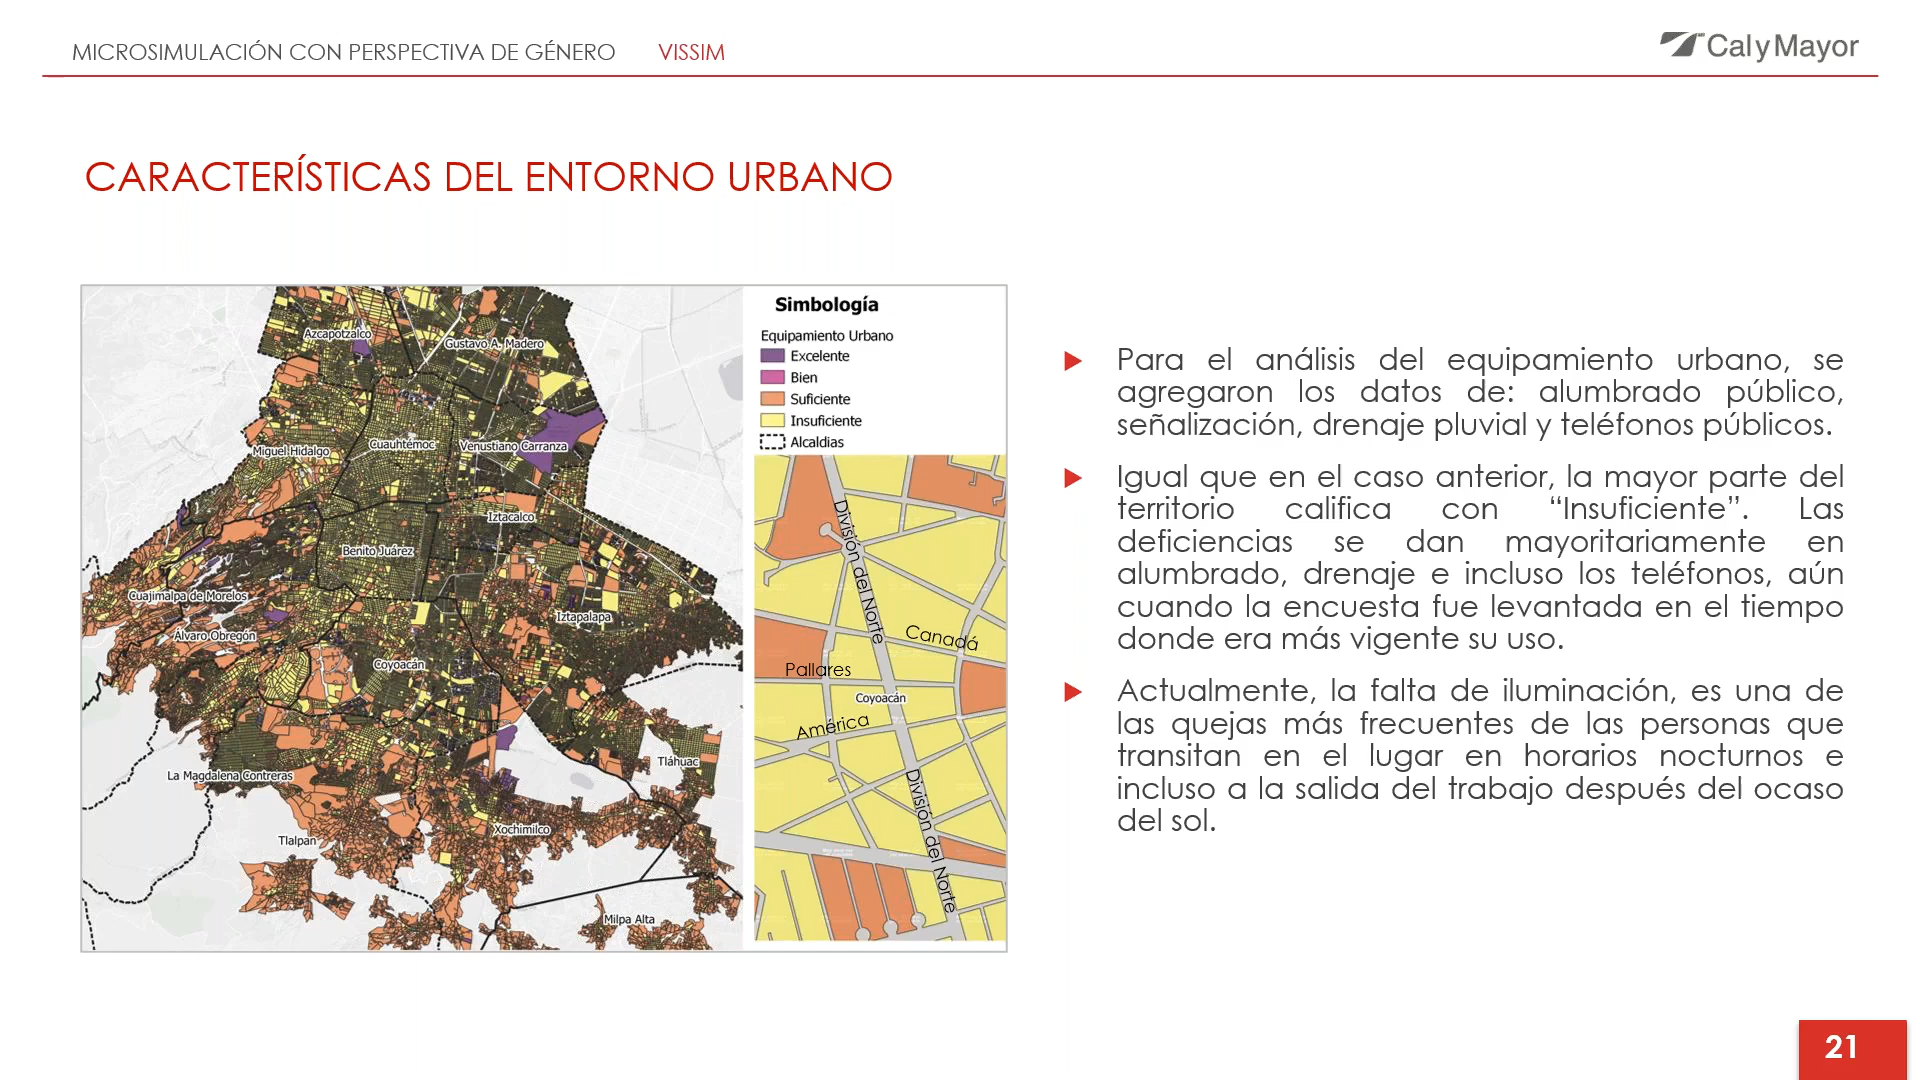 MICROSIMULACIÓN CON PERSPECTIVA DE GÉNERO VISSIM
CalyMayor
CARACTERÍSTICAS DEL ENTORNO URBANO
Azcapotzalco
Gustavo A. Madero
Miguel Hidalgo
Cuauhtémoc
Venustiano Carranza
Iztacalco
Benito Juárez
Cuajimalpa de Morelos
Iztapalapa
Álvaro Obregón
Coyoacán
La Magdalena Contreras
Tláhuac
Xochimilco
Tlalpan
Milpa Alta
Simbología
Equipamiento Urbano
Excelente
Bien
Suficiente
Insuficiente
Alcaldias
División del Norte
Canadá
Pallares
Coyoacán
América
División del Norte
Para el análisis del equipamiento urbano, se
agregaron los datos de: alumbrado público,
señalización, drenaje pluvial y teléfonos públicos.
Igual que en el caso anterior, la mayor parte del
territorio califica con “Insuficiente”. Las
deficiencias se dan mayoritariamente en
alumbrado, drenaje e incluso los teléfonos, aún
cuando la encuesta fue levantada en el tiempo
donde era más vigente su uso.
Actualmente, la falta de iluminación, es una de
las quejas más frecuentes de las personas que
transitan en el lugar en horarios nocturnos e
incluso a la salida del trabajo después del ocaso
del sol.
21